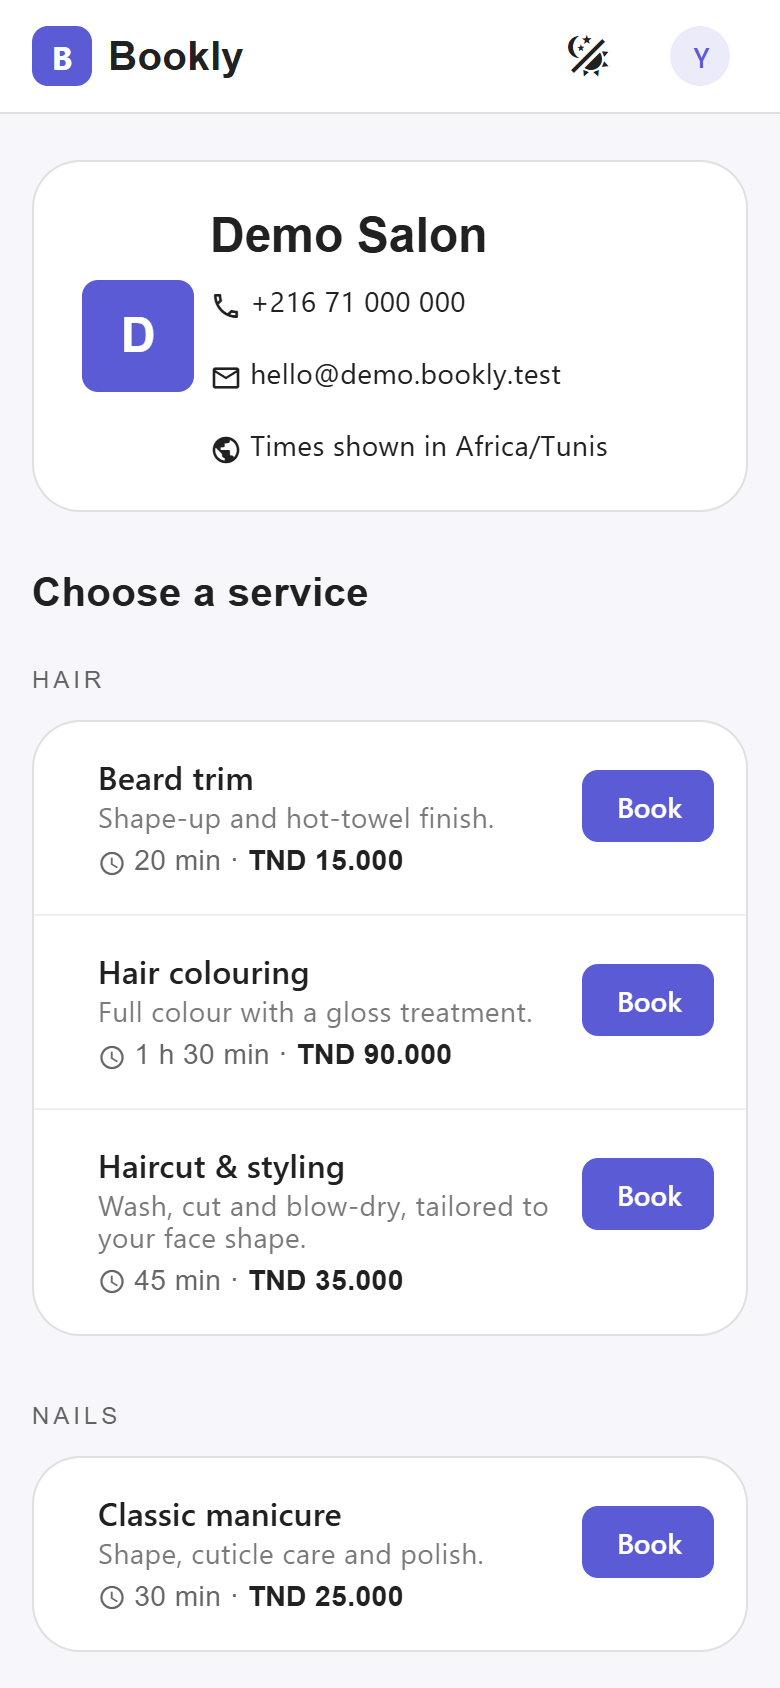 B Bookly Y
Demo Salon
D
+216 71 000 000
hello@demo.bookly.test
Times shown in Africa/Tunis
Choose a service
HAIR
Beard trim
Shape-up and hot-towel finish.
20 min · TND 15.000
Book
Hair colouring
Full colour with a gloss treatment.
1 h 30 min · TND 90.000
Book
Haircut & styling
Wash, cut and blow-dry, tailored to
your face shape.
45 min · TND 35.000
Book
NAILS
Classic manicure
Shape, cuticle care and polish.
30 min · TND 25.000
Book